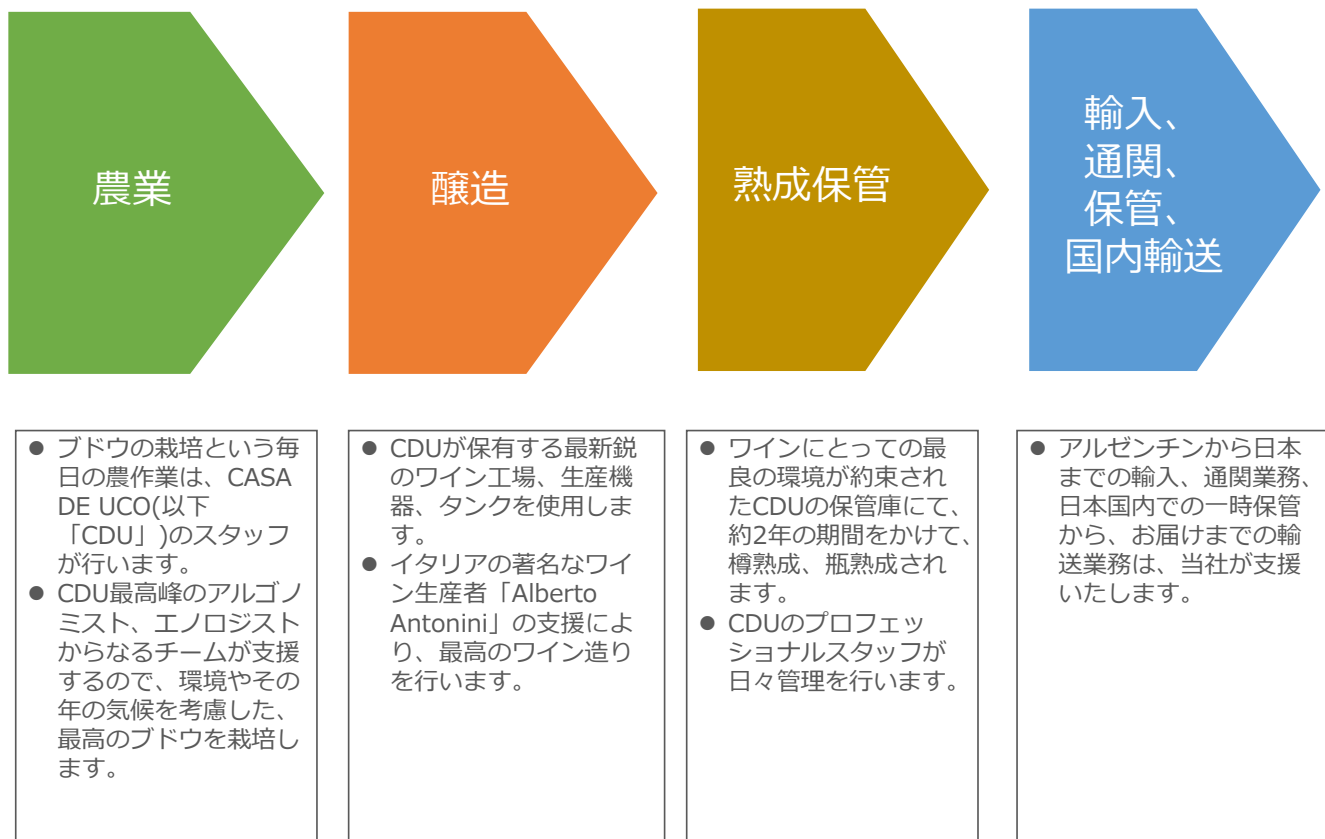 農業
醸造
熟成保管
輸入、
通関、
保管、
国内輸送
● ブドウの栽培という毎
日の農作業は、CASA
DE UCO(以下
「CDU」)のスタッフ
が行います。
● CDU最高峰のアルゴノ
ミスト、エノロジスト
からなるチームが支援
するので、環境やその
年の気候を考慮した、
最高のブドウを栽培し
ます。
● CDUが保有する最新鋭
のワイン工場、生産機
器、タンクを使用しま
す。
● イタリアの著名なワイ
ン生産者「Alberto
Antonini」の支援によ
り、最高のワイン造り
を行います。
● ワインにとっての最
良の環境が約束され
たCDUの保管庫にて、
約2年の期間をかけて、
樽熟成、瓶熟成され
ます。
● CDUのプロフェッ
ショナルスタッフが
日々管理を行います。
● アルゼンチンから日本
までの輸入、通関業務、
日本国内での一時保管
から、お届けまでの輸
送業務は、当社が支援
いたします。